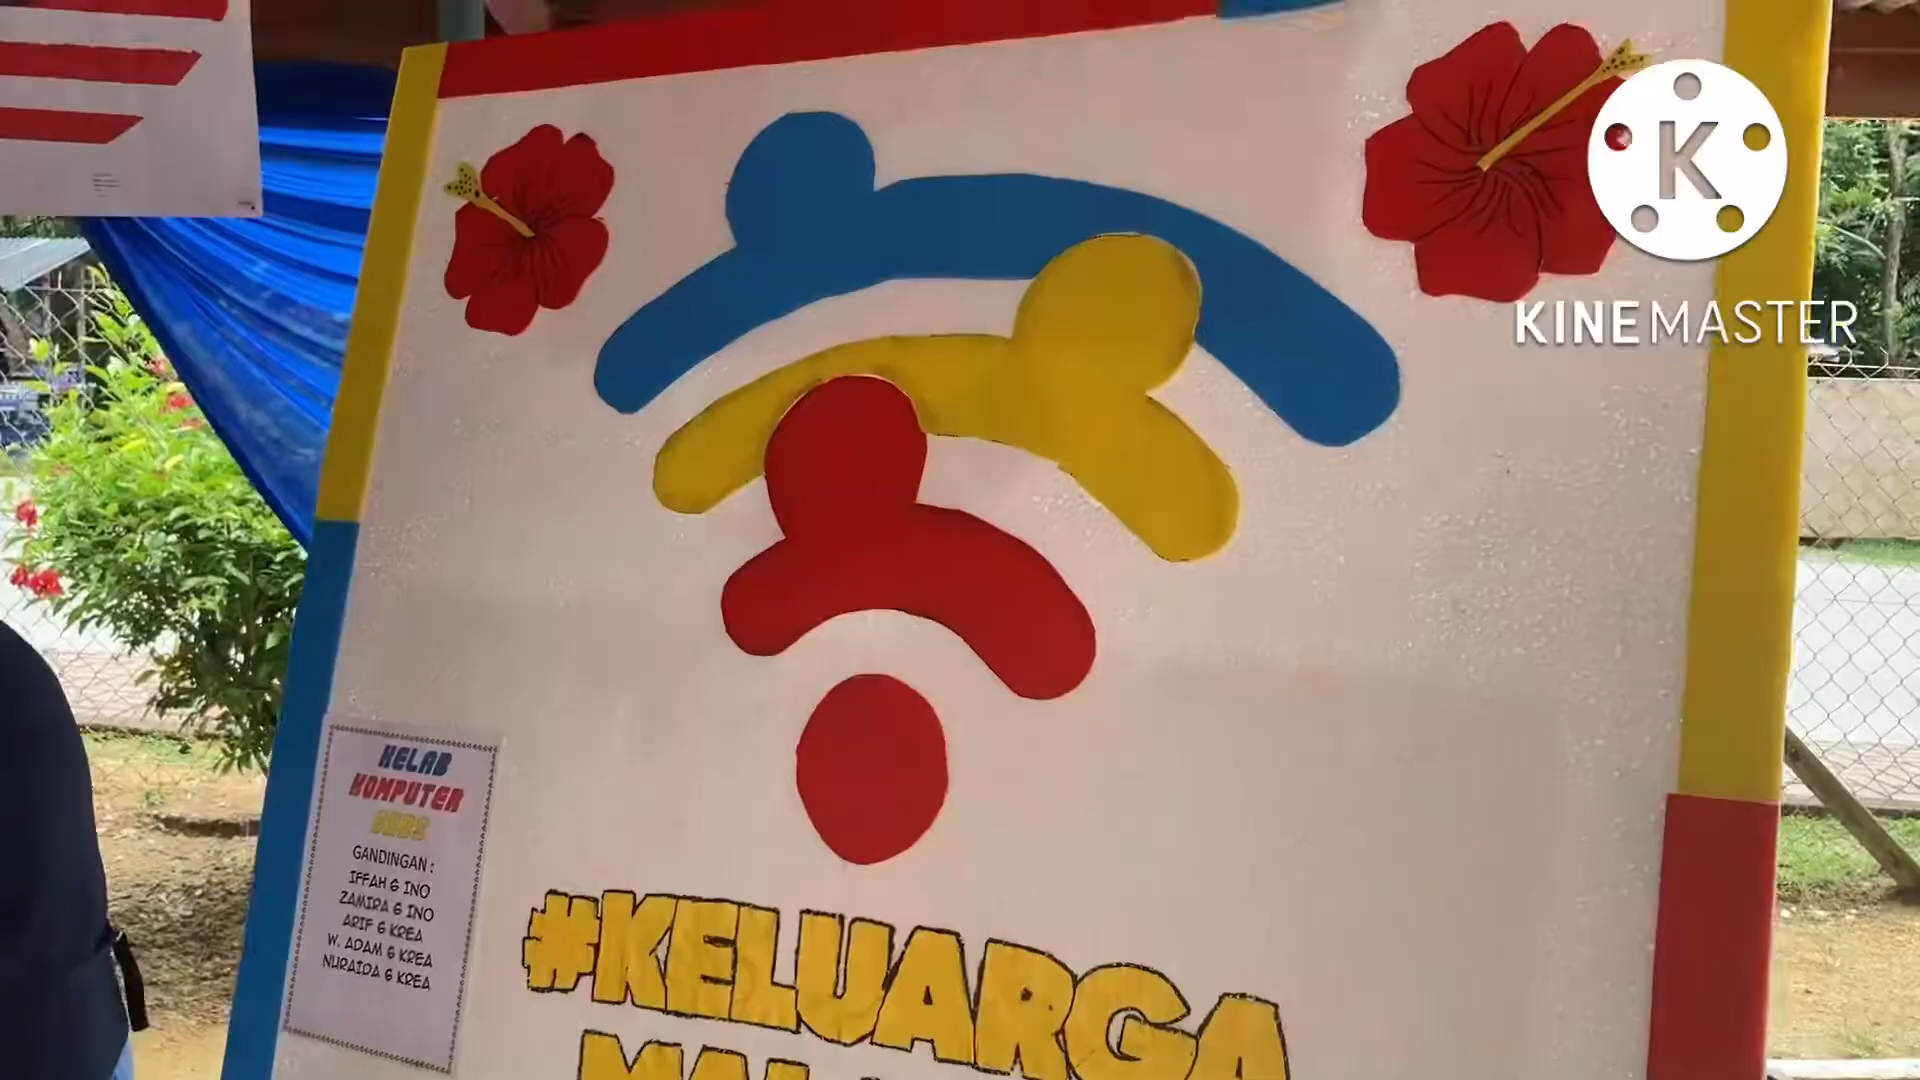 K
KINEMASTER
KELAB
KOMPUTER
GANDINGAN :
IFFAH 6 INO
ZAMIRA 6 INO
ARIF 6 KREA
W. ADAM 6 KREA
NURAIDA 6 KREA
#KELUARGA